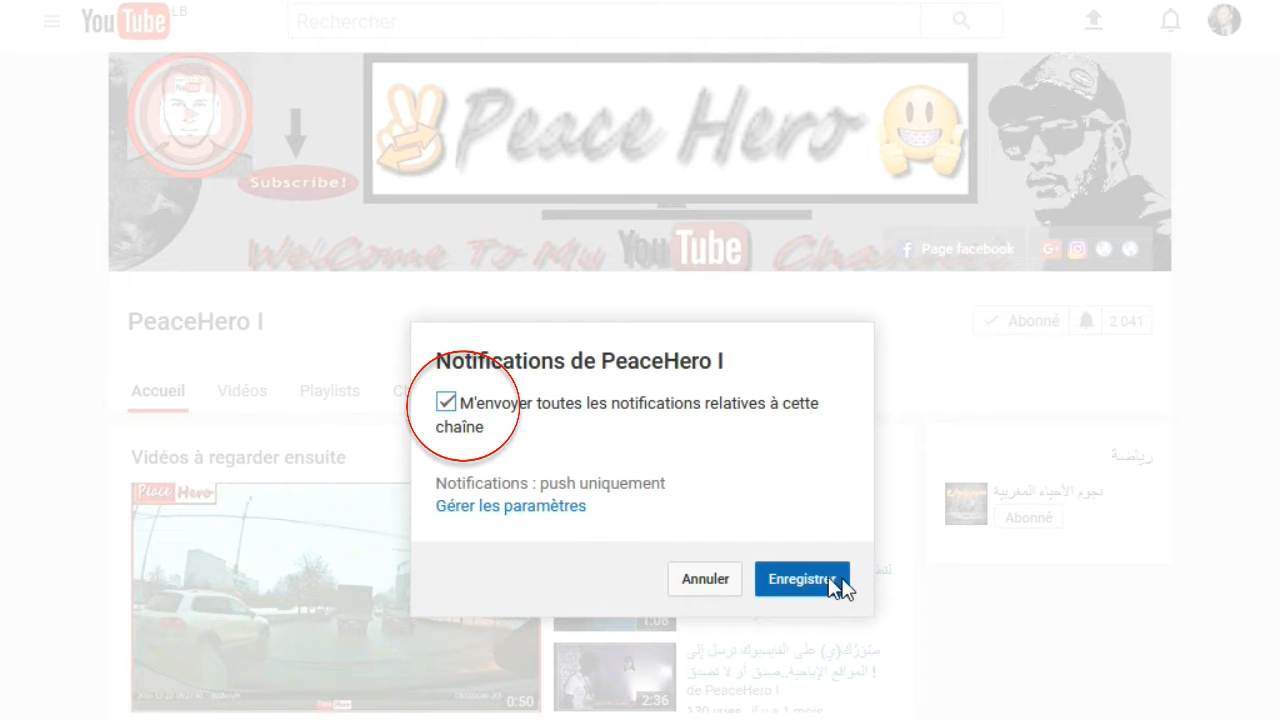 YouTube LB
Rechercher
Peace Hero
Subscribe!
WelCome To My YouTube
Page facebook
PeaceHero I
Abonné
2 041
Accueil
Vidéos
Playlists
Notifications de PeaceHero I
M'envoyer toutes les notifications relatives à cette
chaîne
Notifications : push uniquement
Gérer les paramètres
Annuler
Enregistrer
Vidéos à regarder ensuite
Peace Hero
0:50
1:08
2:36
de PeaceHero I
رياضة
نجوم الأحياء المغربية
Abonné